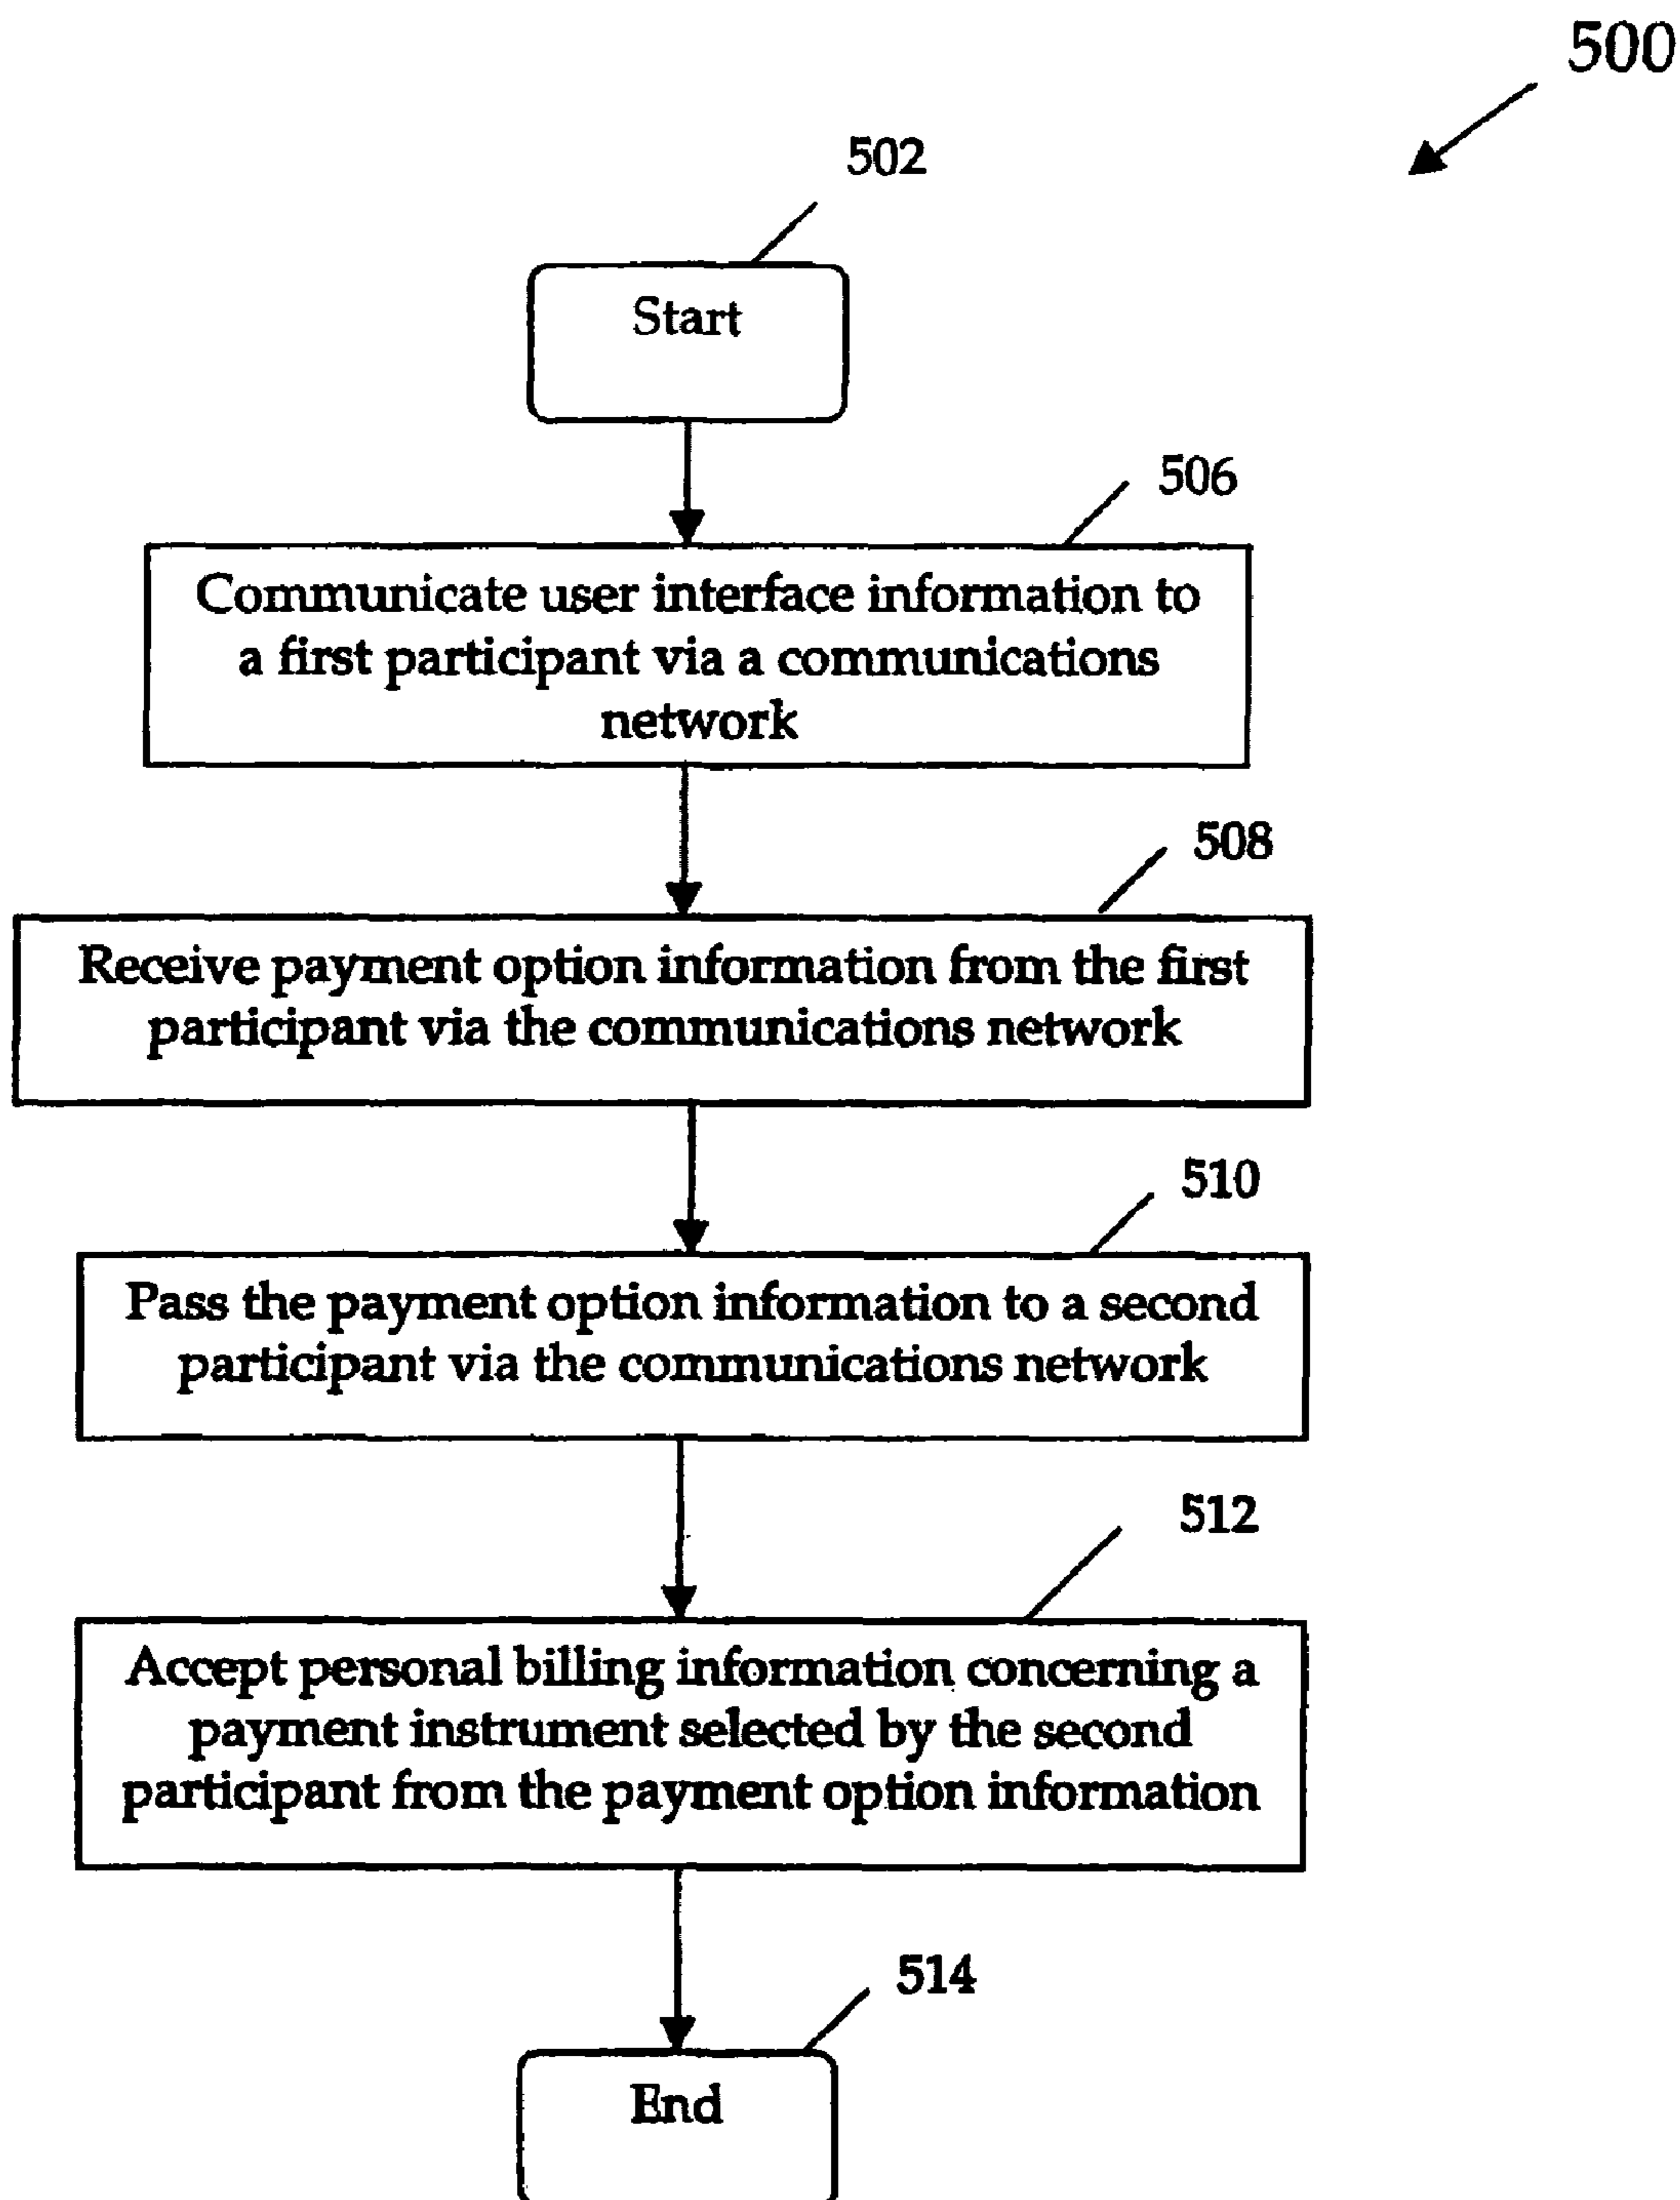 500
502
Start
506
Communicate user interface information to
a first participant via a communications
network
508
Receive payment option information from the first
participant via the communications network
510
Pass the payment option information to a second
participant via the communications network
512
Accept personal billing information concerning a
payment instrument selected by the second
participant from the payment option information
514
End